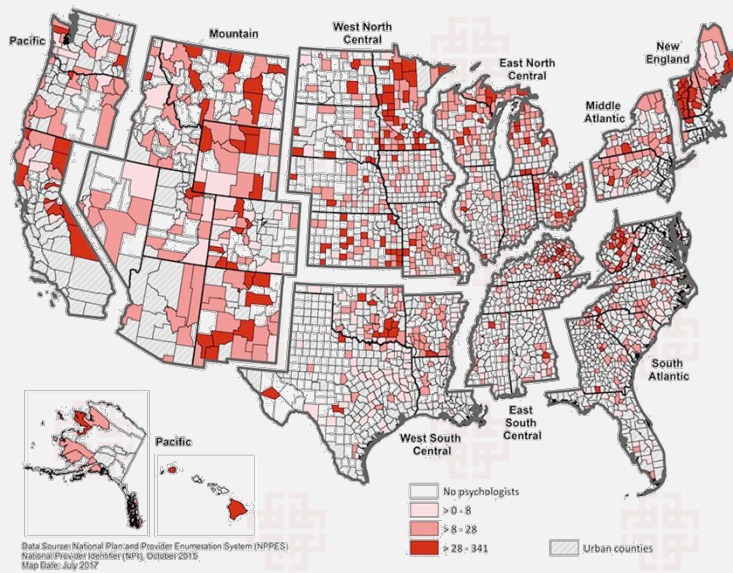 Pacific
Mountain
West North
Central
East North
Central
New
England
Middle
Atlantic
South
Atlantic
East
South
Central
West South
Central
Pacific
No psychologists
> 0 - 8
> 8 - 28
> 28 - 341
Urban counties
Data Source: National Plan and Provider Enumeration System (NPPES)
National Provider Identifier (NPI), October 2015
Map Date: July 2017